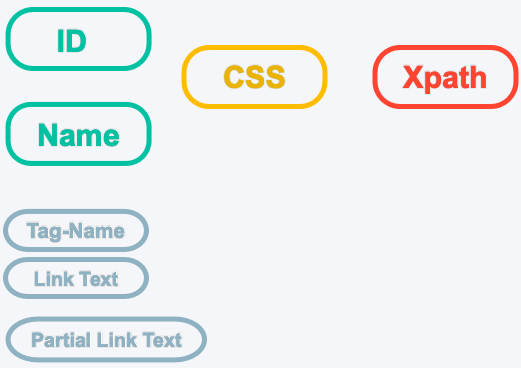 ID
CSS
Xpath
Name
Tag-Name
Link Text
Partial Link Text